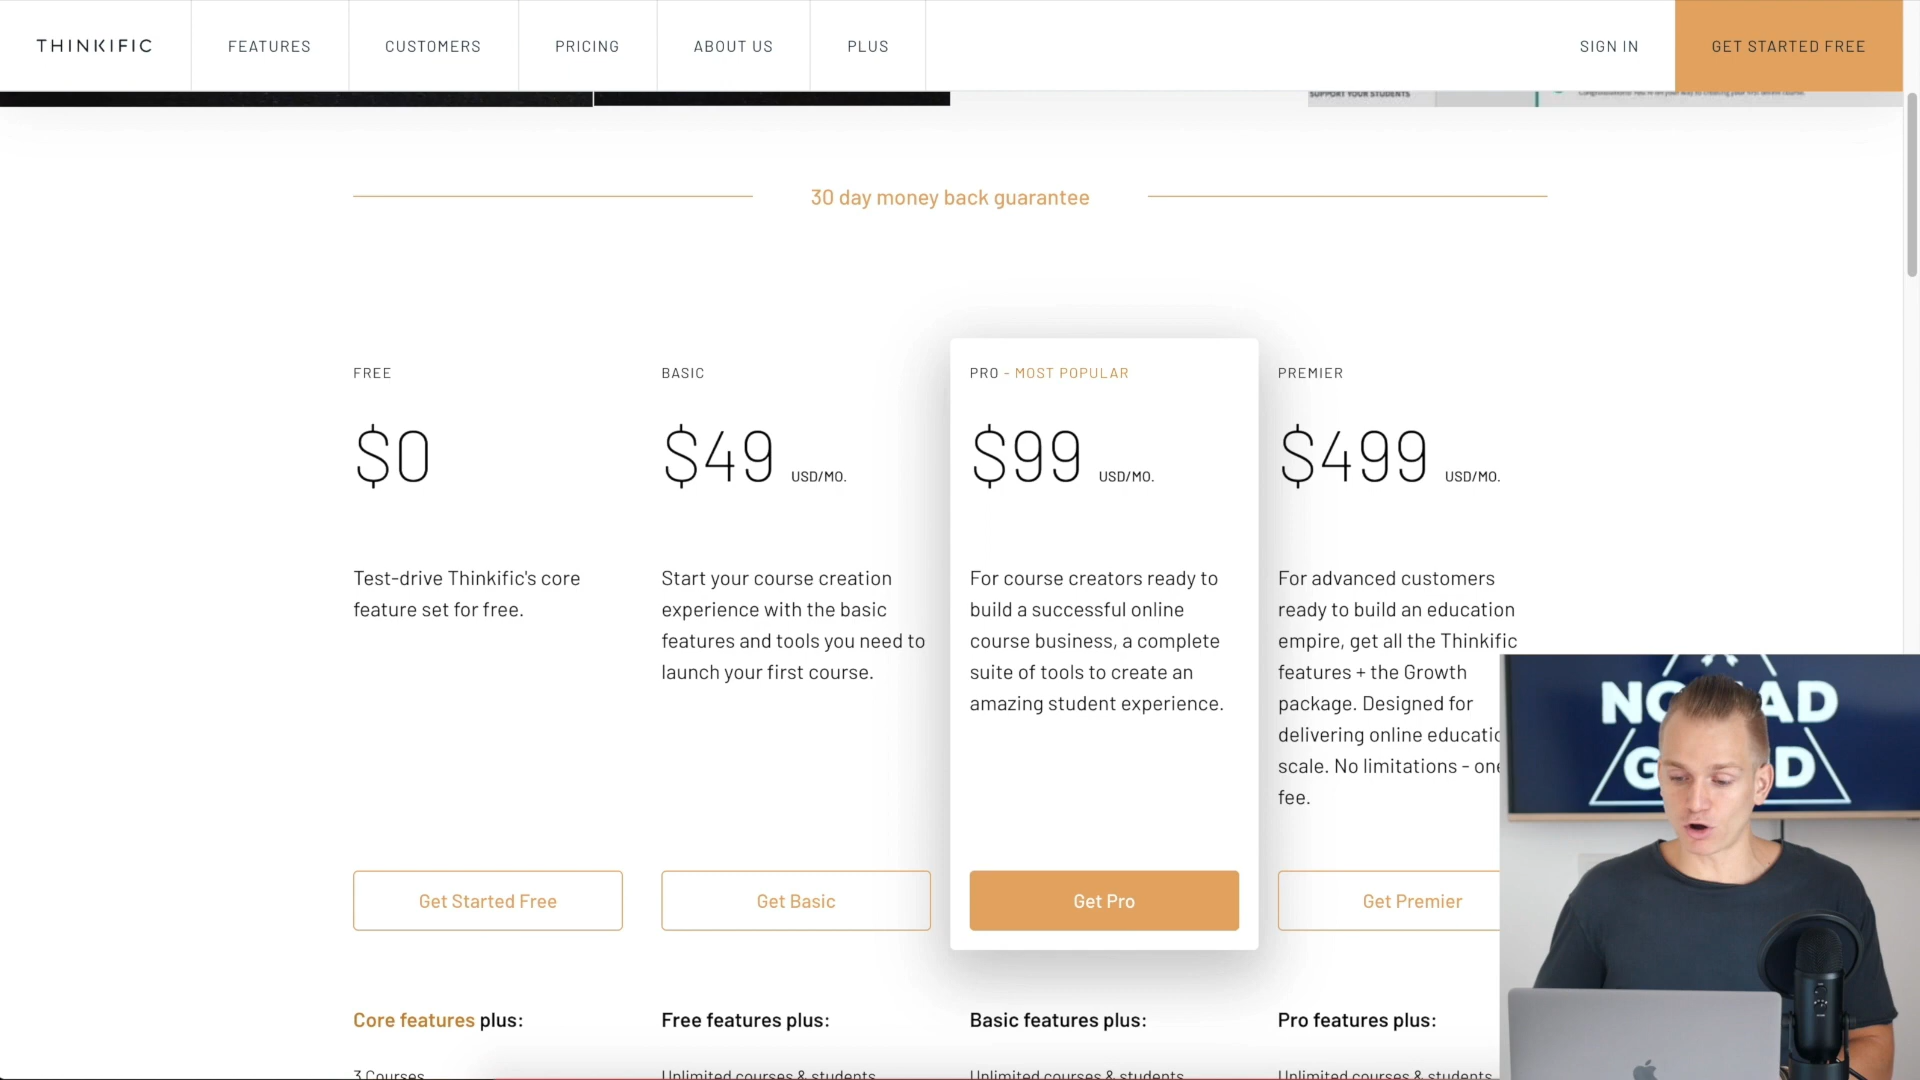 THINKIFIC
FEATURES
CUSTOMERS
PRICING
ABOUT US
PLUS
SIGN IN
GET STARTED FREE
SUPPORT YOUR STUDENTS
30 day money back guarantee
FREE
$0
Test-drive Thinkific's core
feature set for free.
Get Started Free
Core features plus:
3 Courses
BASIC
$49 USD/MO.
Start your course creation
experience with the basic
features and tools you need to
launch your first course.
Get Basic
Free features plus:
Unlimited courses & students
PRO - MOST POPULAR
$99 USD/MO.
For course creators ready to
build a successful online
course business, a complete
suite of tools to create an
amazing student experience.
Get Pro
Basic features plus:
Unlimited courses & students
PREMIER
$499 USD/MO.
For advanced customers
ready to build an education
empire, get all the Thinkific
features + the Growth
package. Designed for
delivering online
scale. No limitations -
fee.
Get Premier
Pro features plus:
Unlimited courses & students